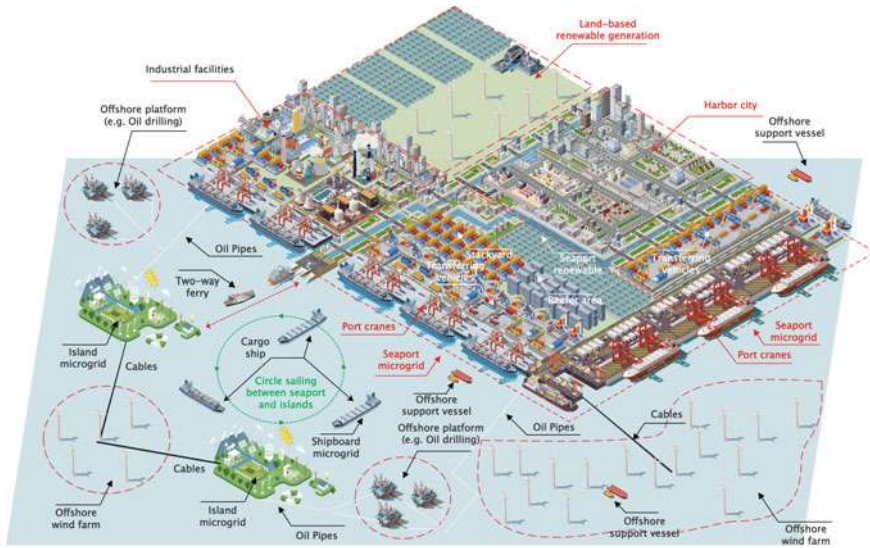 Land-based
renewable generation
Industrial facilities
Offshore platform
(e.g. Oil drilling)
Harbor city
Offshore
support vessel
Oil Pipes
Stackyard
Transferring
vehicles
Seaport
renewable
Transferring
vehicles
Two-way
ferry
Reefer area
Island
microgrid
Cables
Cargo
ship
Port cranes
Seaport
microgrid
Seaport
microgrid
Port cranes
Circle sailing
between seaport
and islands
Offshore
support vessel
Shipboard
microgrid
Offshore platform
(e.g. Oil drilling)
Oil Pipes
Cables
Cables
Offshore
wind farm
Island
microgrid
Oil Pipes
Offshore
support vessel
Offshore
wind farm